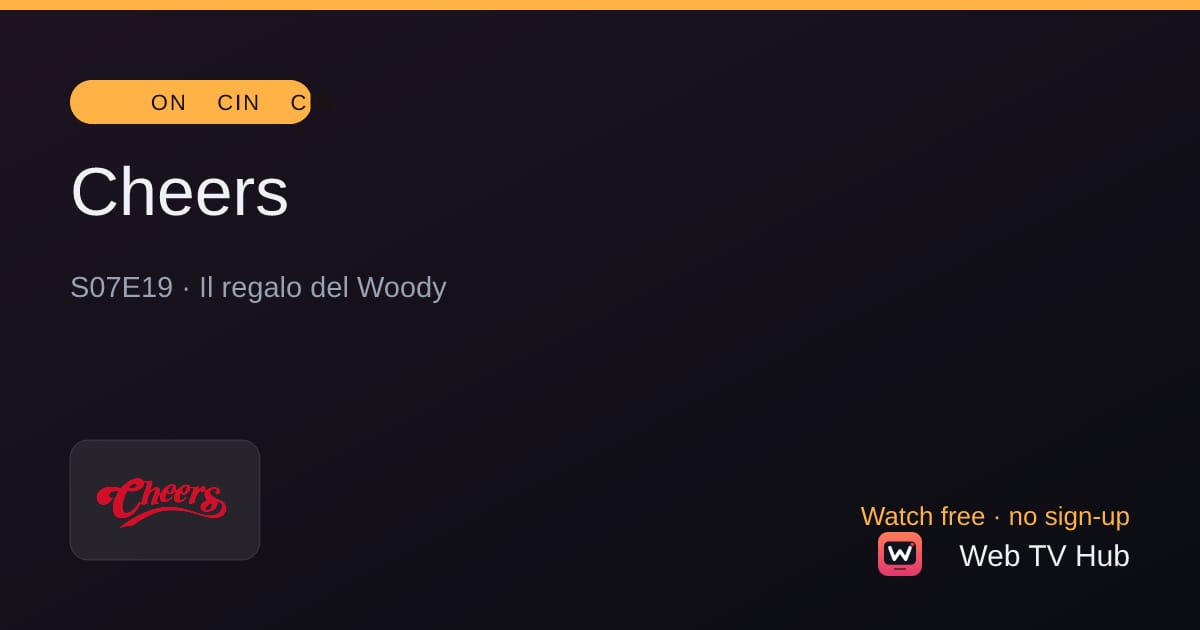 ON CIN C
Cheers
S07E19 · Il regalo del Woody
Cheers
Watch free · no sign-up
W
Web TV Hub